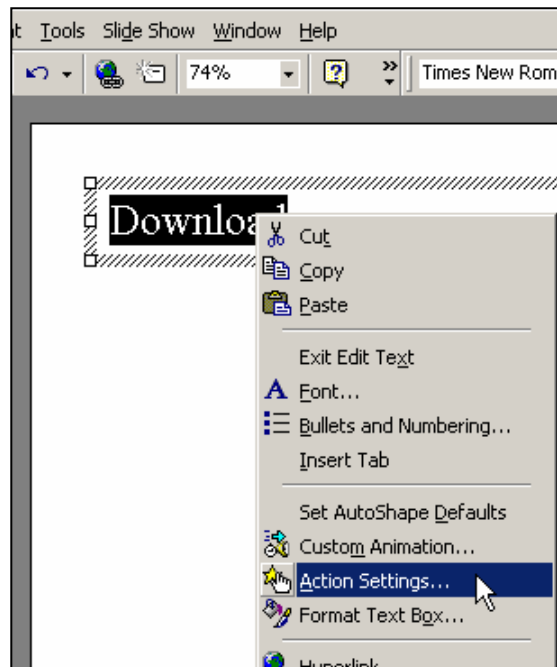 t Tools Slide Show Window Help
74% Times New Rom
Download
Cut
Copy
Paste
Exit Edit Text
Font...
Bullets and Numbering...
Insert Tab
Set AutoShape Defaults
Custom Animation...
Action Settings...
Format Text Box...
Hyperlink